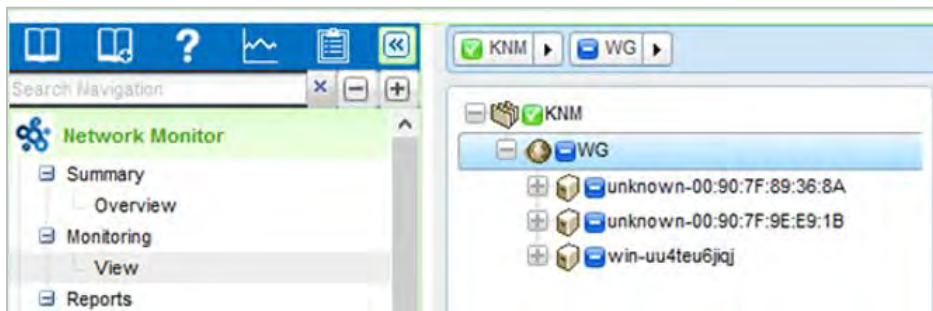 KNM WG
Search Navigation
Network Monitor
Summary
Overview
Monitoring
View
Reports
KNM
WG
unknown-00:90:7F:89:36:8A
unknown-00:90:7F:9E:E9:1B
win-uu4teu6jiqj